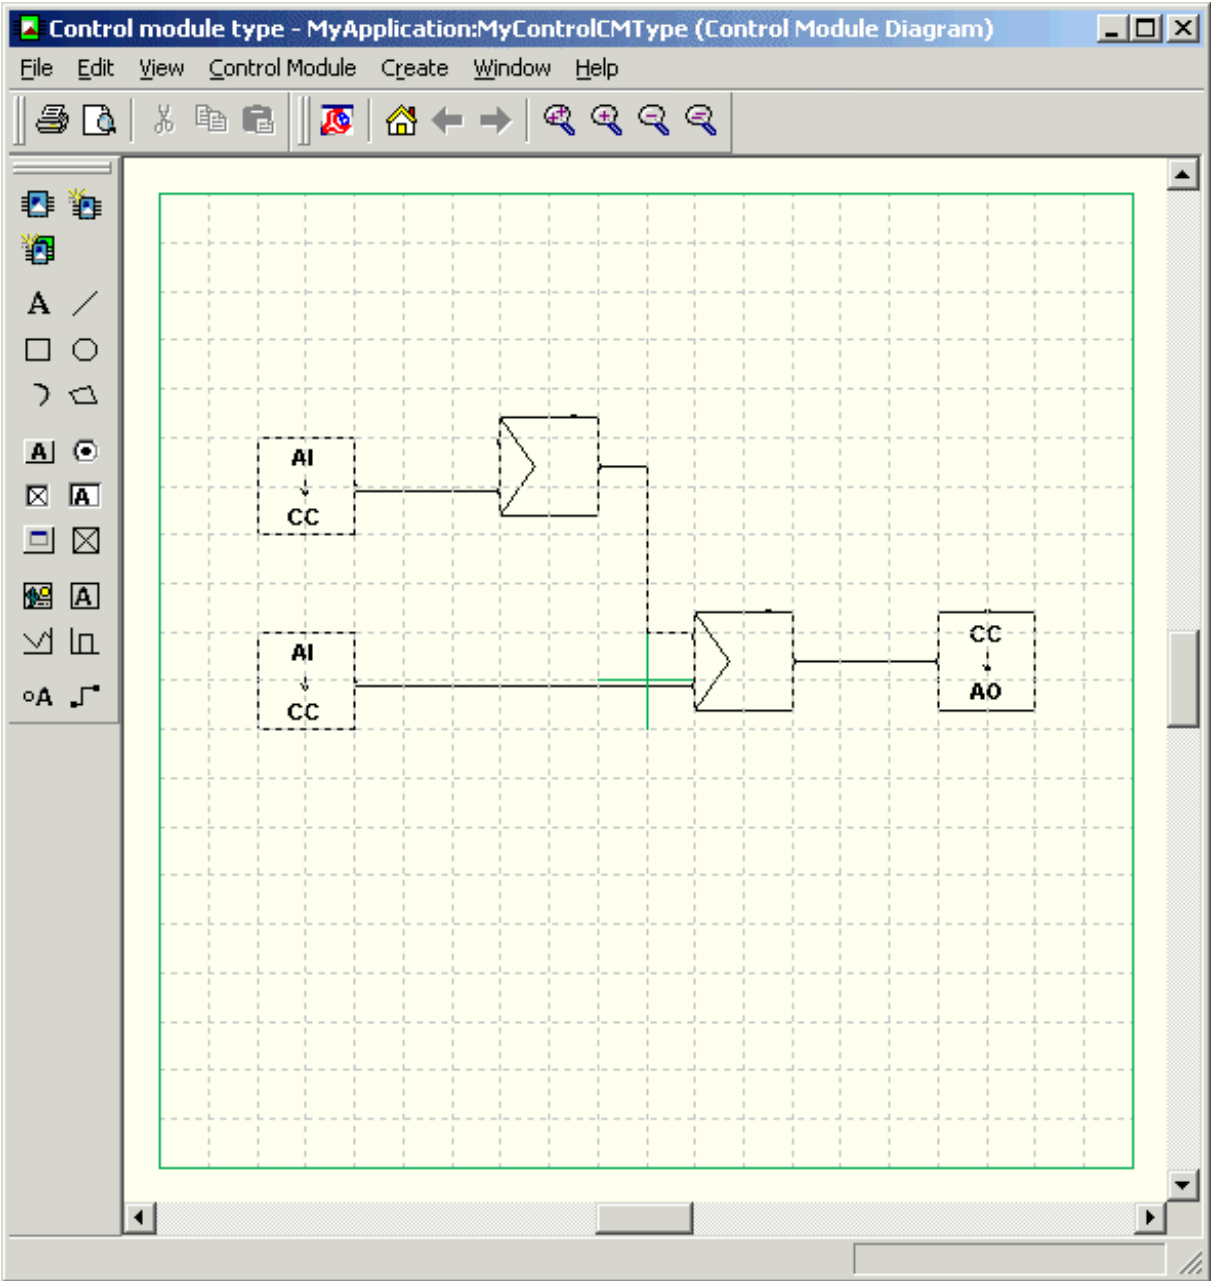 Control module type - MyApplication:MyControlCMType (Control Module Diagram)
File Edit View Control Module Create Window Help
A
A
A
A
A
AI
CC
AI
CC
CC
AO